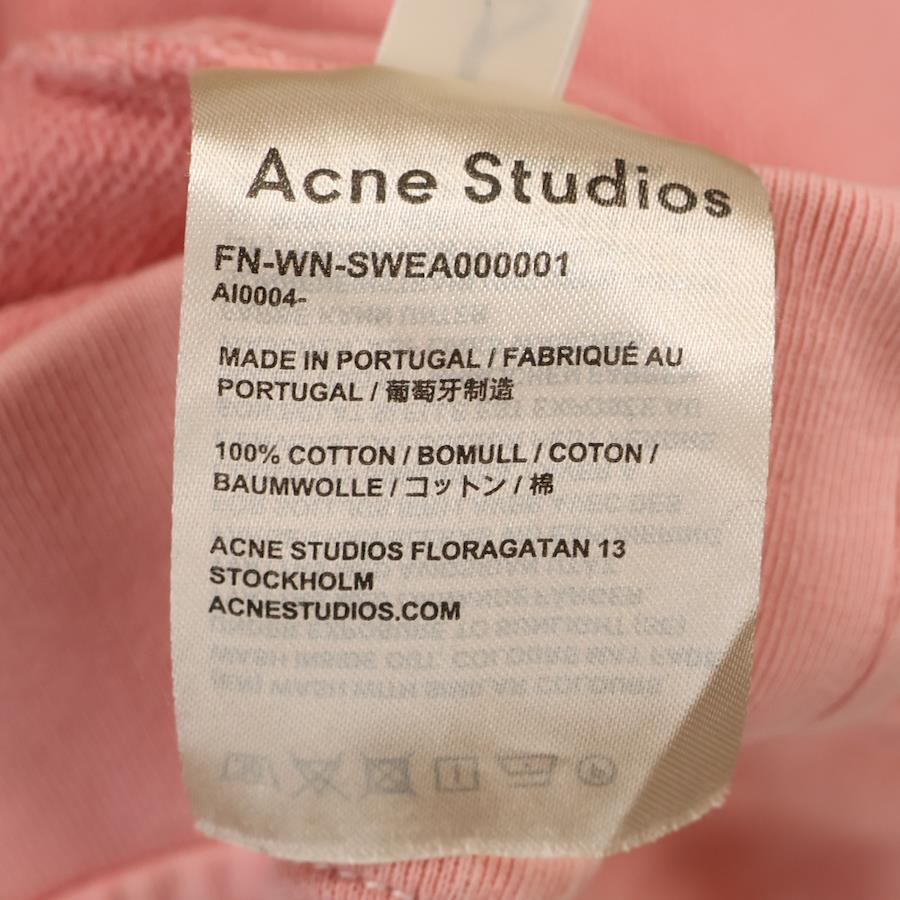 Acne Studios
FN-WN-SWEA000001
AI0004-
MADE IN PORTUGAL / FABRIQUÉ AU
PORTUGAL / 葡萄牙制造
100% COTTON / BOMULL / COTON /
BAUMWOLLE / コットン / 棉
ACNE STUDIOS FLORAGATAN 13
STOCKHOLM
ACNESTUDIOS.COM